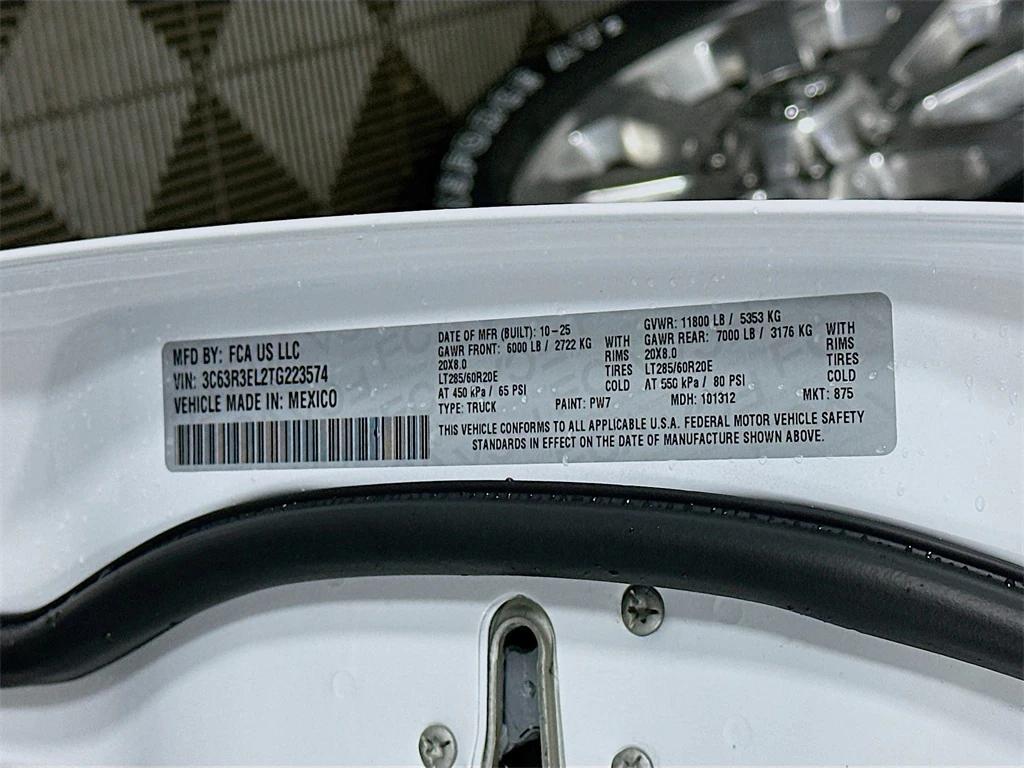 MFD BY: FCA US LLC
VIN: 3C63R3EL2TG223574
VEHICLE MADE IN: MEXICO
DATE OF MFR (BUILT): 10-25
GAWR FRONT: 6000 LB / 2722 KG WITH
20X8.0 RIMS
LT285/60R20E TIRES
AT 450 kPa / 65 PSI COLD
TYPE: TRUCK PAINT: PW7
GVWR: 11800 LB / 5353 KG
GAWR REAR: 7000 LB / 3176 KG WITH
20X8.0 RIMS
LT285/60R20E TIRES
AT 550 kPa / 80 PSI COLD
MDH: 101312 MKT: 875
THIS VEHICLE CONFORMS TO ALL APPLICABLE U.S.A. FEDERAL MOTOR VEHICLE SAFETY
STANDARDS IN EFFECT ON THE DATE OF MANUFACTURE SHOWN ABOVE.